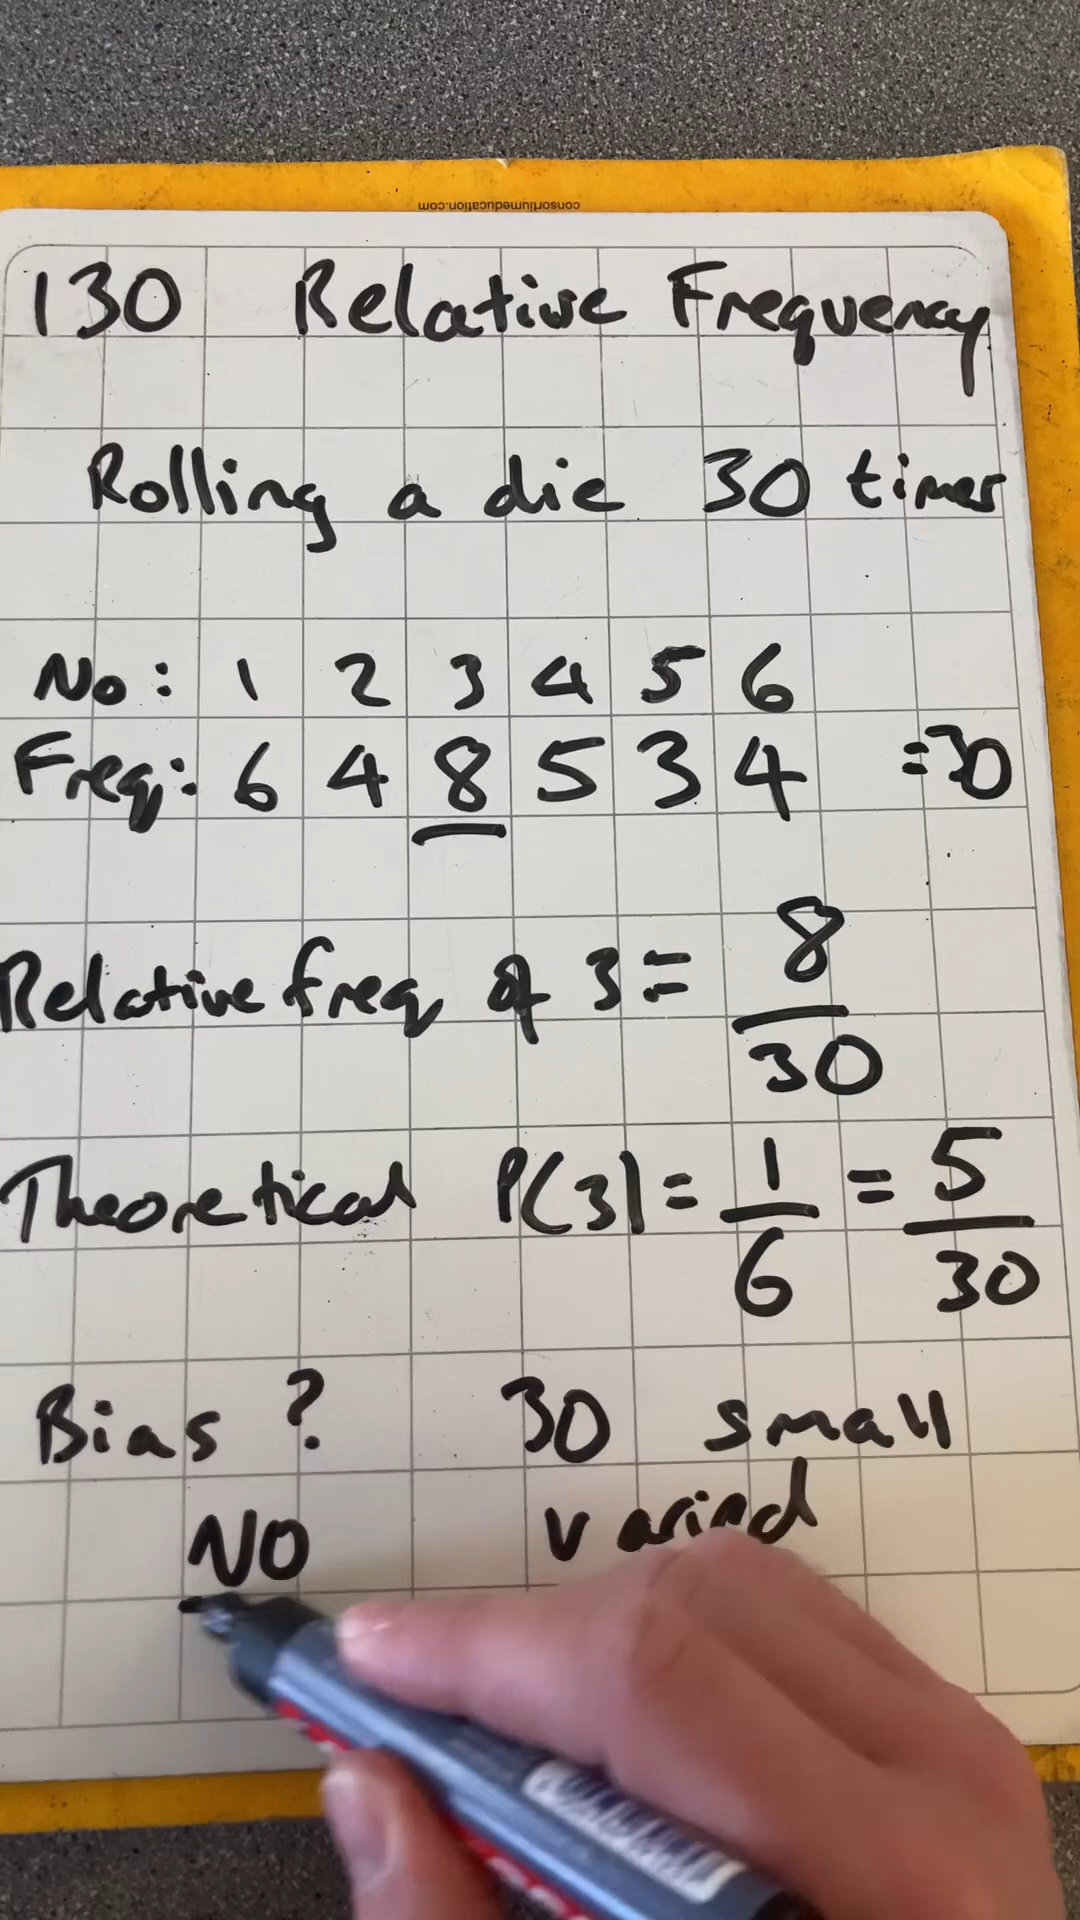 consortiumeducation.com
130 Relative Frequency
Rolling a die 30 times
No: 1 2 3 4 5 6
Freq: 6 4 8 5 3 4 =30
Relative freq of 3 = 8/30
Theoretical P(3) = 1/6 = 5/30
Bias? 30 small
NO varied